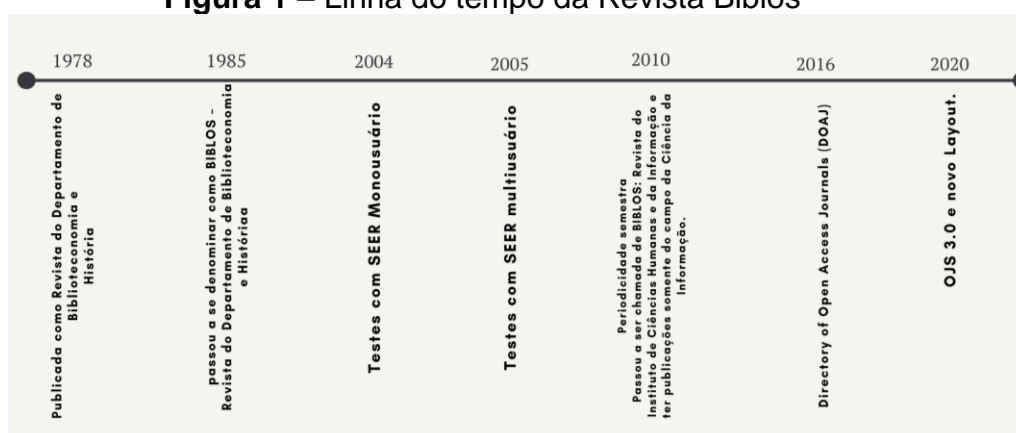 Figura 1 – Linha do tempo da Revista Biblos
1978
Publicada como Revista do Departamento de
Biblioteconomia e
História
1985
passou a se denominar como BIBLOS -
Revista do Departamento de Biblioteconomia
e Históriaa
2004
Testes com SEER Monousuário
2005
Testes com SEER multiusuário
2010
Periodicidade semestra
Passou a ser chamada de BIBLOS: Revista do
Instituto de Ciências Humanas e da Informação e
ter publicações somente do campo da Ciência da
Informação.
2016
Directory of Open Access Journals (DOAJ)
2020
OJS 3.0 e novo Layout.